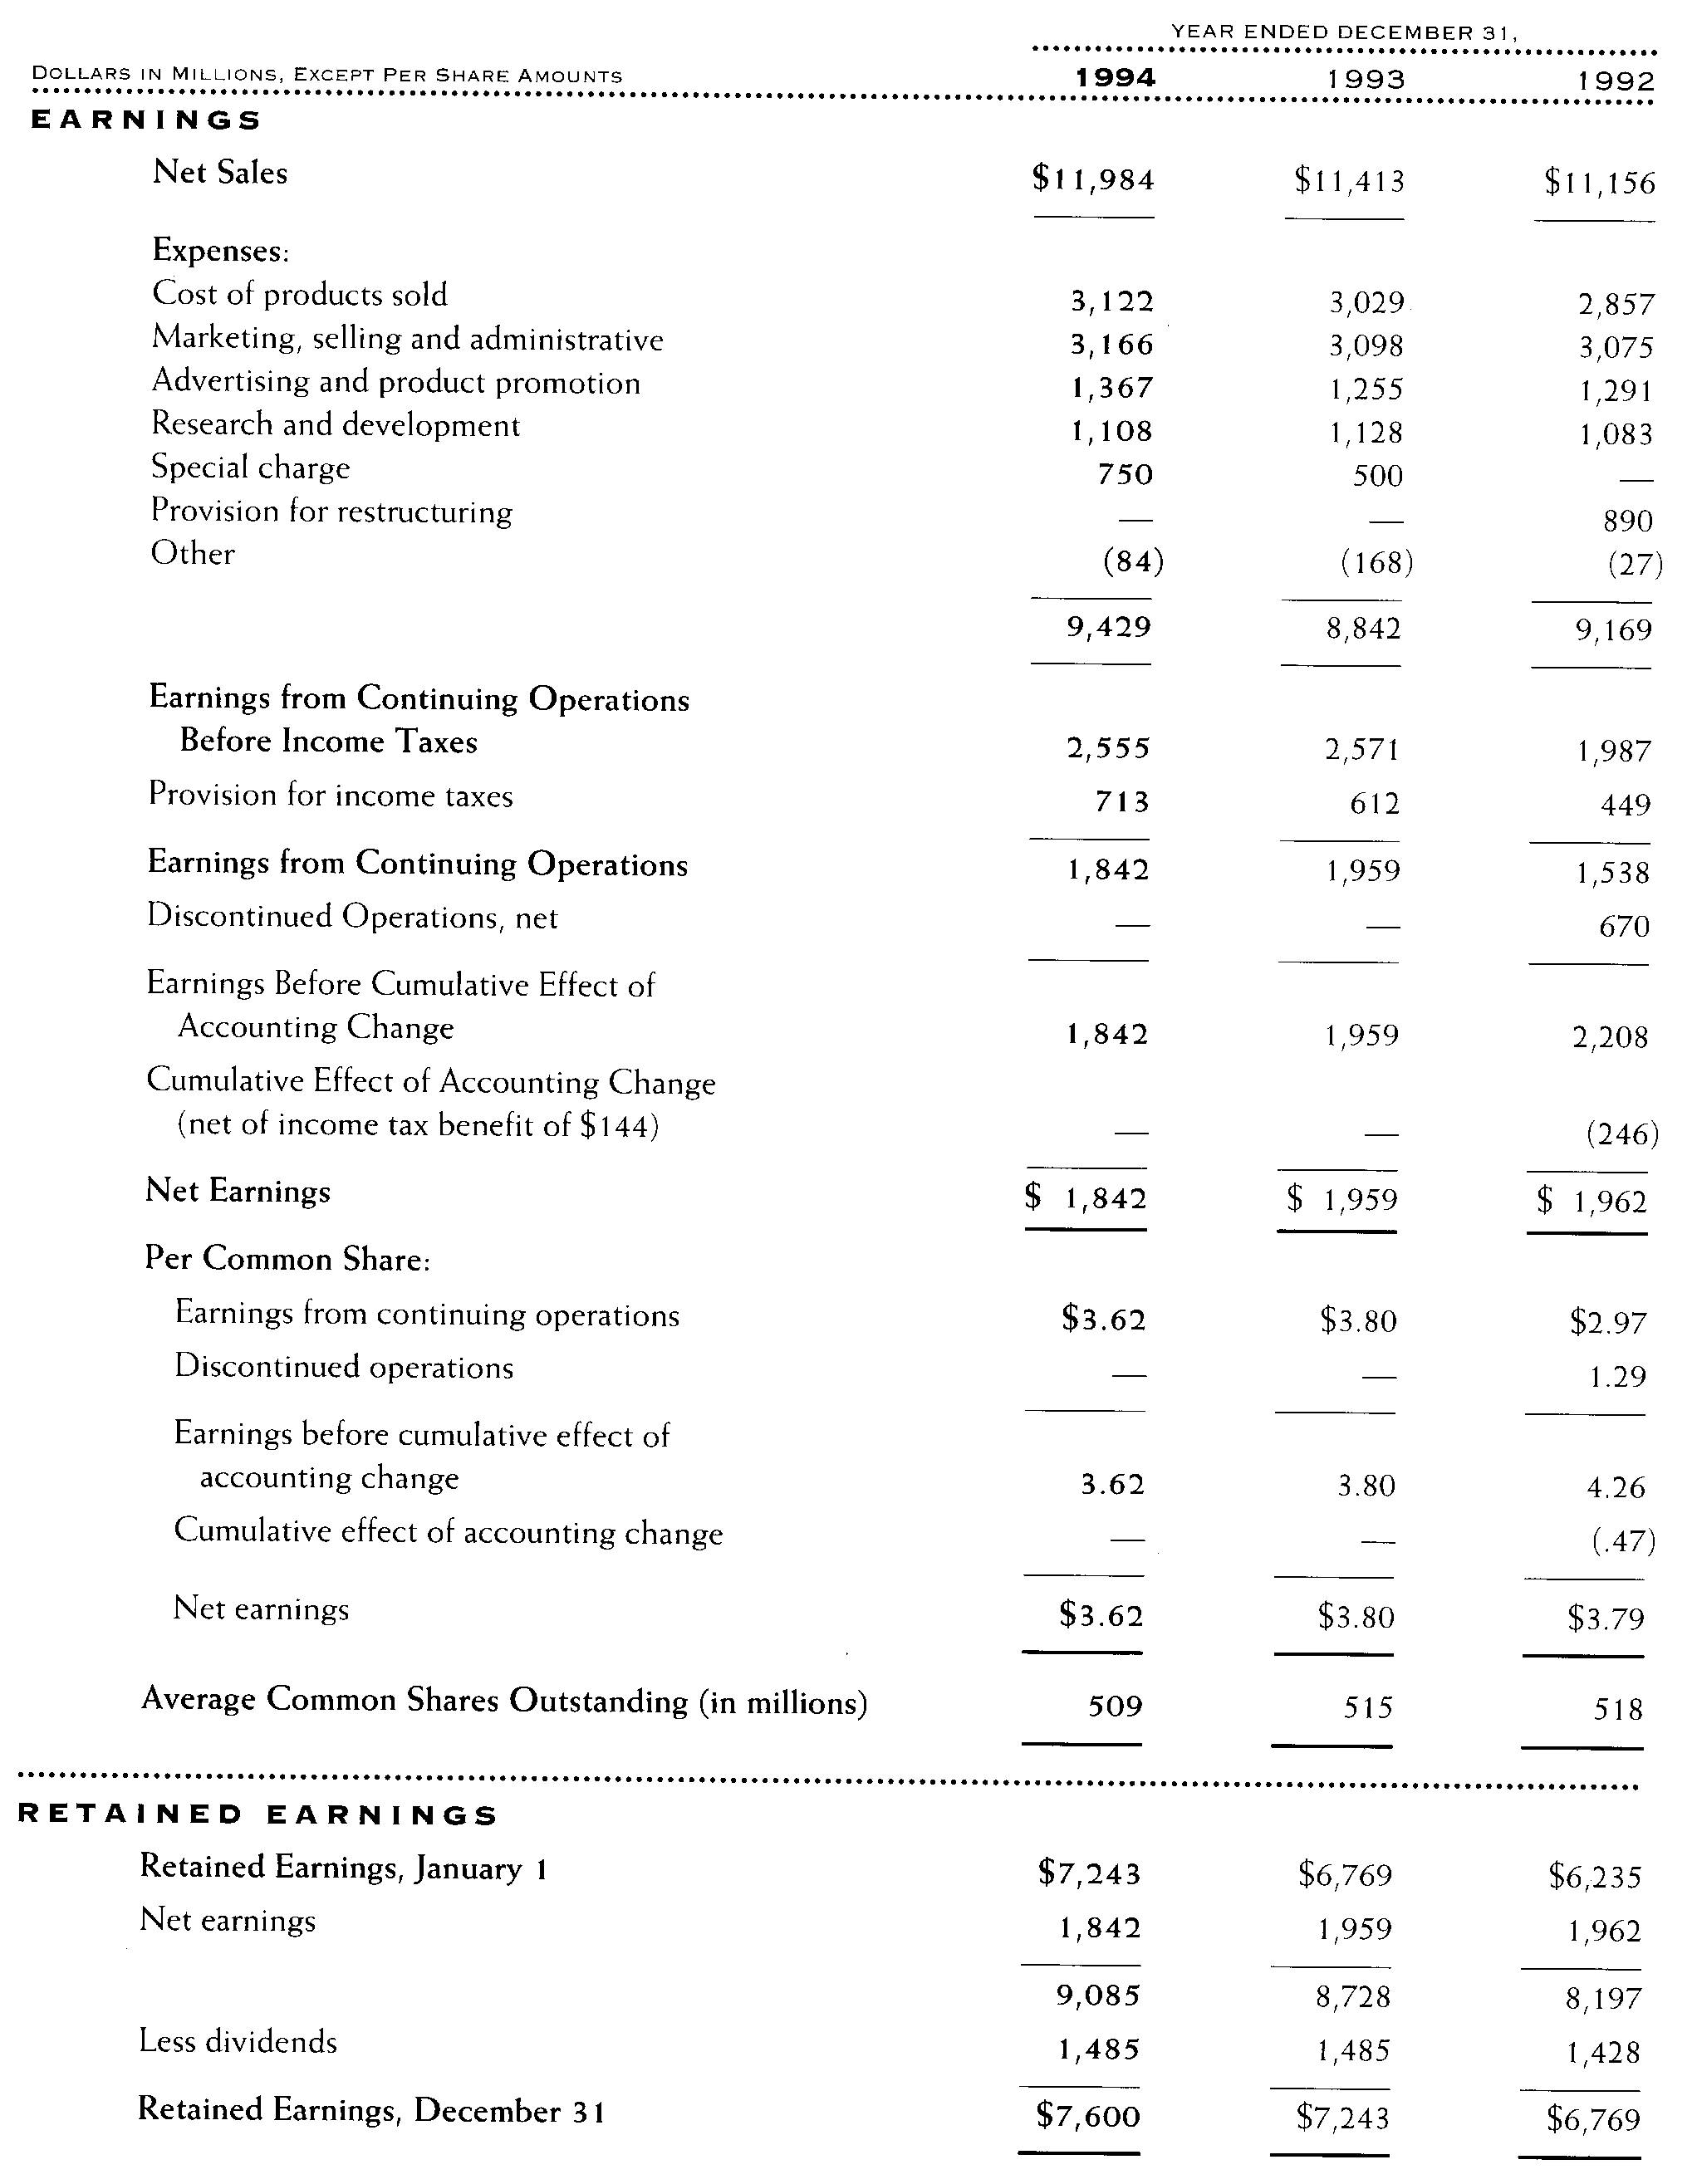 YEAR ENDED DECEMBER 31,
DOLLARS IN MILLIONS, EXCEPT PER SHARE AMOUNTS 1994 1993 1992
EARNINGS
Net Sales $11,984 $11,413 $11,156
Expenses:
Cost of products sold 3,122 3,029 2,857
Marketing, selling and administrative 3,166 3,098 3,075
Advertising and product promotion 1,367 1,255 1,291
Research and development 1,108 1,128 1,083
Special charge 750 500 —
Provision for restructuring — — 890
Other (84) (168) (27)
9,429 8,842 9,169
Earnings from Continuing Operations
Before Income Taxes 2,555 2,571 1,987
Provision for income taxes 713 612 449
Earnings from Continuing Operations 1,842 1,959 1,538
Discontinued Operations, net — — 670
Earnings Before Cumulative Effect of
Accounting Change 1,842 1,959 2,208
Cumulative Effect of Accounting Change
(net of income tax benefit of $144) — — (246)
Net Earnings $ 1,842 $ 1,959 $ 1,962
Per Common Share:
Earnings from continuing operations $3.62 $3.80 $2.97
Discontinued operations — — 1.29
Earnings before cumulative effect of
accounting change 3.62 3.80 4.26
Cumulative effect of accounting change — — (.47)
Net earnings $3.62 $3.80 $3.79
Average Common Shares Outstanding (in millions) 509 515 518
RETAINED EARNINGS
Retained Earnings, January 1 $7,243 $6,769 $6,235
Net earnings 1,842 1,959 1,962
9,085 8,728 8,197
Less dividends 1,485 1,485 1,428
Retained Earnings, December 31 $7,600 $7,243 $6,769